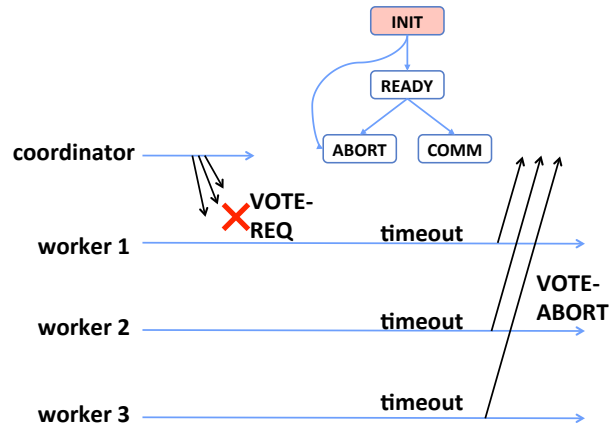 INIT
READY
ABORT COMM
coordinator
VOTE-
REQ
worker 1 timeout
VOTE-
ABORT
worker 2 timeout
worker 3 timeout